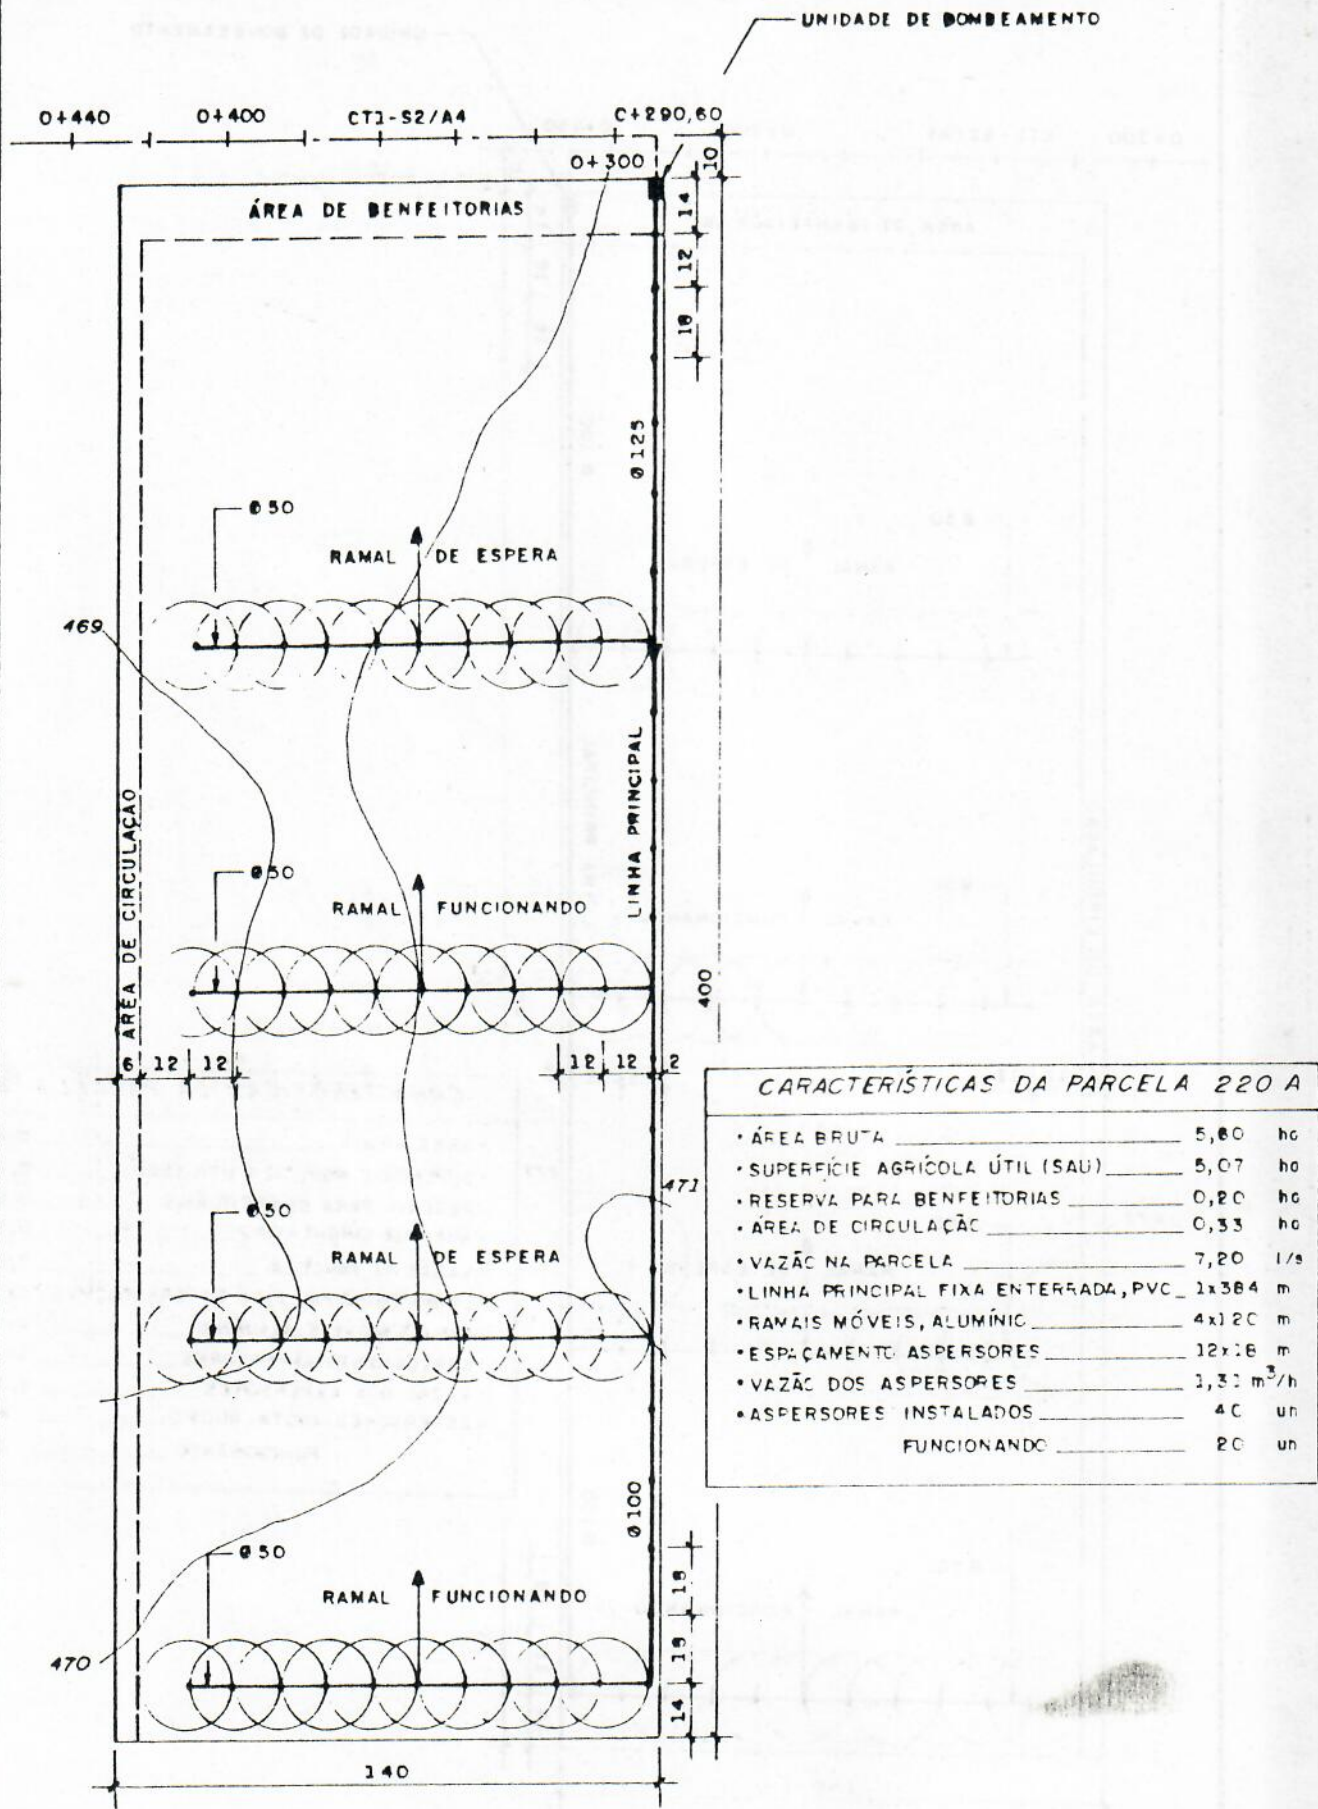 UNIDADE DE BOMBEAMENTO
0+440 0+400 CT1-S2/A4 C+290,60
0+300
10
ÁREA DE BENFEITORIAS
14
12
18
Ø125
Ø50
RAMAL DE ESPERA
469
LINHA PRINCIPAL
ÁREA DE CIRCULAÇÃO
Ø50
RAMAL FUNCIONANDO
400
6 12 12 12 12 2
CARACTERÍSTICAS DA PARCELA 220 A
• ÁREA BRUTA 5,60 ha
• SUPERFÍCIE AGRÍCOLA ÚTIL (SAU) 5,07 ha
• RESERVA PARA BENFEITORIAS 0,20 ha
• ÁREA DE CIRCULAÇÃO 0,33 ha
• VAZÃO NA PARCELA 7,20 l/s
• LINHA PRINCIPAL FIXA ENTERRADA, PVC 1x384 m
• RAMAIS MÓVEIS, ALUMÍNIO 4x120 m
• ESPAÇAMENTO ASPERSORES 12x18 m
• VAZÃO DOS ASPERSORES 1,31 m³/h
• ASPERSORES INSTALADOS 40 un
FUNCIONANDO 20 un
471
Ø50
RAMAL DE ESPERA
Ø100
Ø50
RAMAL FUNCIONANDO
18
18
14
470
140